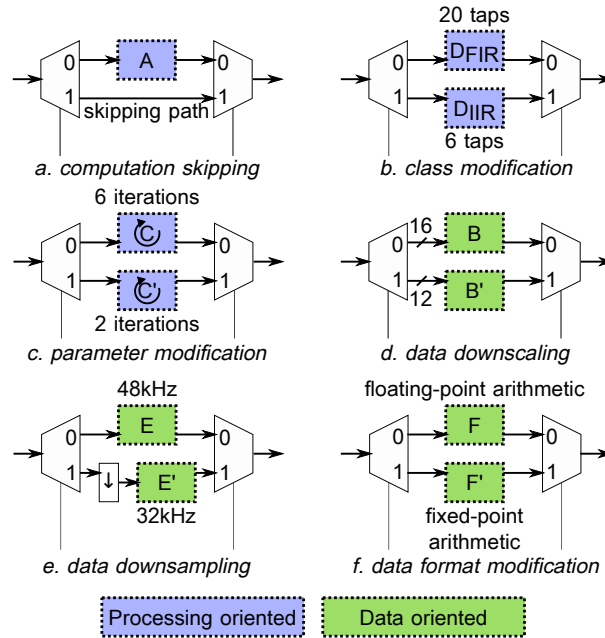 20 taps
0
A
0
1
skipping path
1
a. computation skipping
0
DFIR
0
1
DIIR
1
6 taps
b. class modification
6 iterations
0
C
0
1
C'
1
2 iterations
c. parameter modification
0
16
B
0
1
12
B'
1
d. data downscaling
48kHz
0
E
0
1
↓
E'
1
32kHz
e. data downsampling
floating-point arithmetic
0
F
0
1
F'
1
fixed-point
arithmetic
f. data format modification
Processing oriented
Data oriented